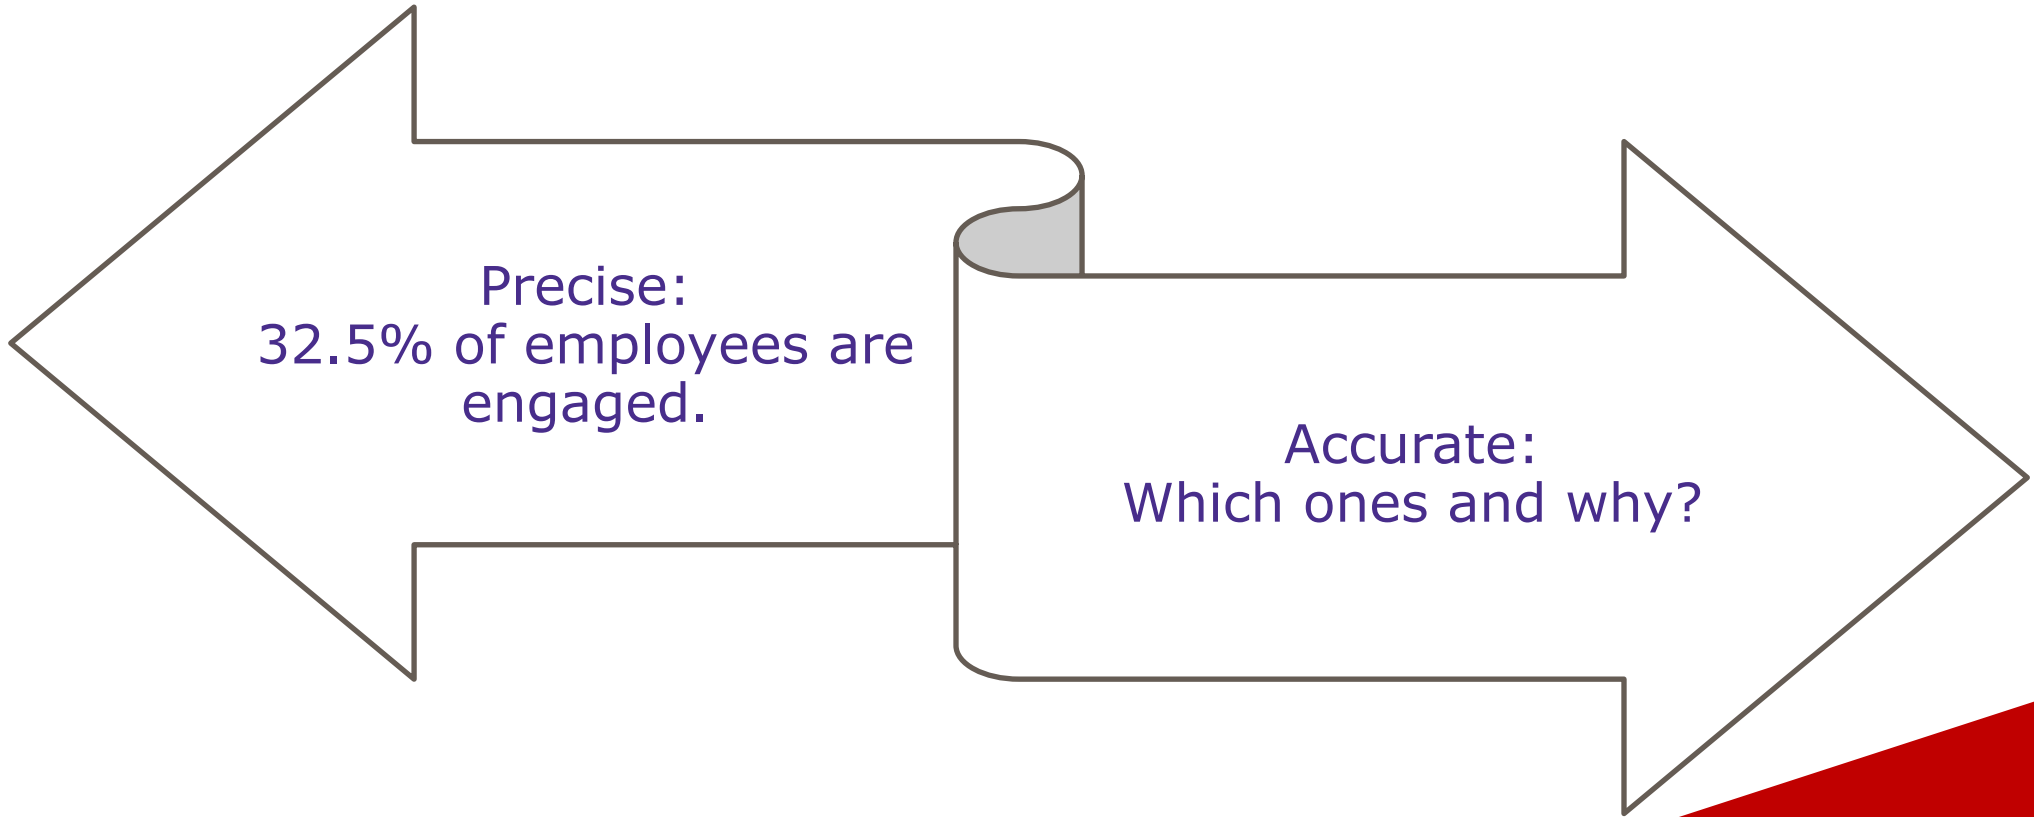 Precise:
32.5% of employees are
engaged.
Accurate:
Which ones and why?